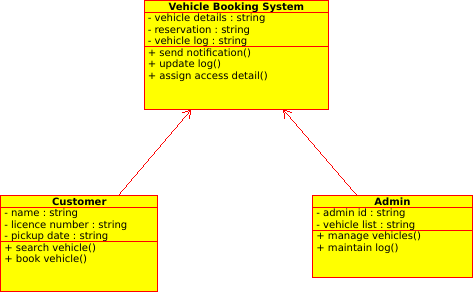 Vehicle Booking System
- vehicle details : string
- reservation : string
- vehicle log : string
+ send notification()
+ update log()
+ assign access detail()
Customer
- name : string
- licence number : string
- pickup date : string
+ search vehicle()
+ book vehicle()
Admin
- admin id : string
- vehicle list : string
+ manage vehicles()
+ maintain log()